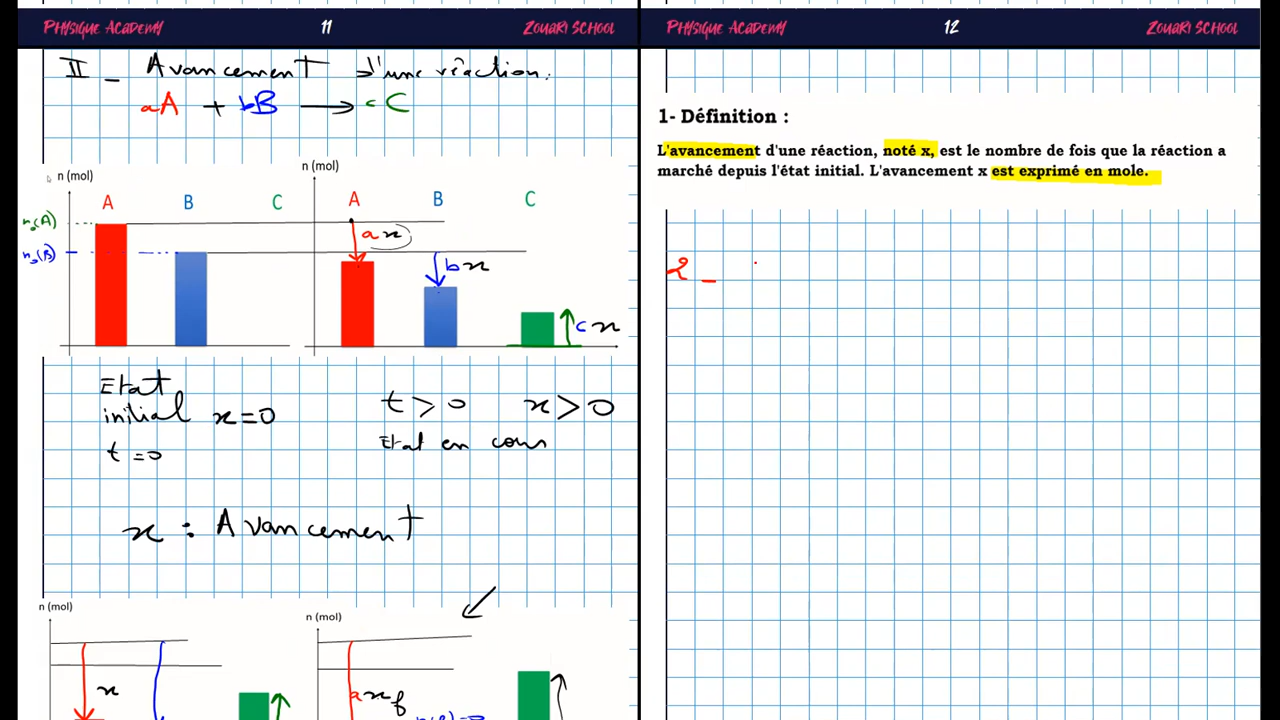 PHYSIQUE ACADEMY 11 ZOUARI SCHOOL
II _ Avancement d'une réaction:
aA + bB → cC
n (mol)
A B C
n₀(A)
n₀(B)
n (mol)
A B C
ax
bx
cx
Etat initial x=0
t=0
t > 0 x > 0
Etat en cours
x : Avancement
n (mol)
x
n (mol)
axf
PHYSIQUE ACADEMY 12 ZOUARI SCHOOL
1- Définition :
L'avancement d'une réaction, noté x, est le nombre de fois que la réaction a
marché depuis l'état initial. L'avancement x est exprimé en mole.
2 _